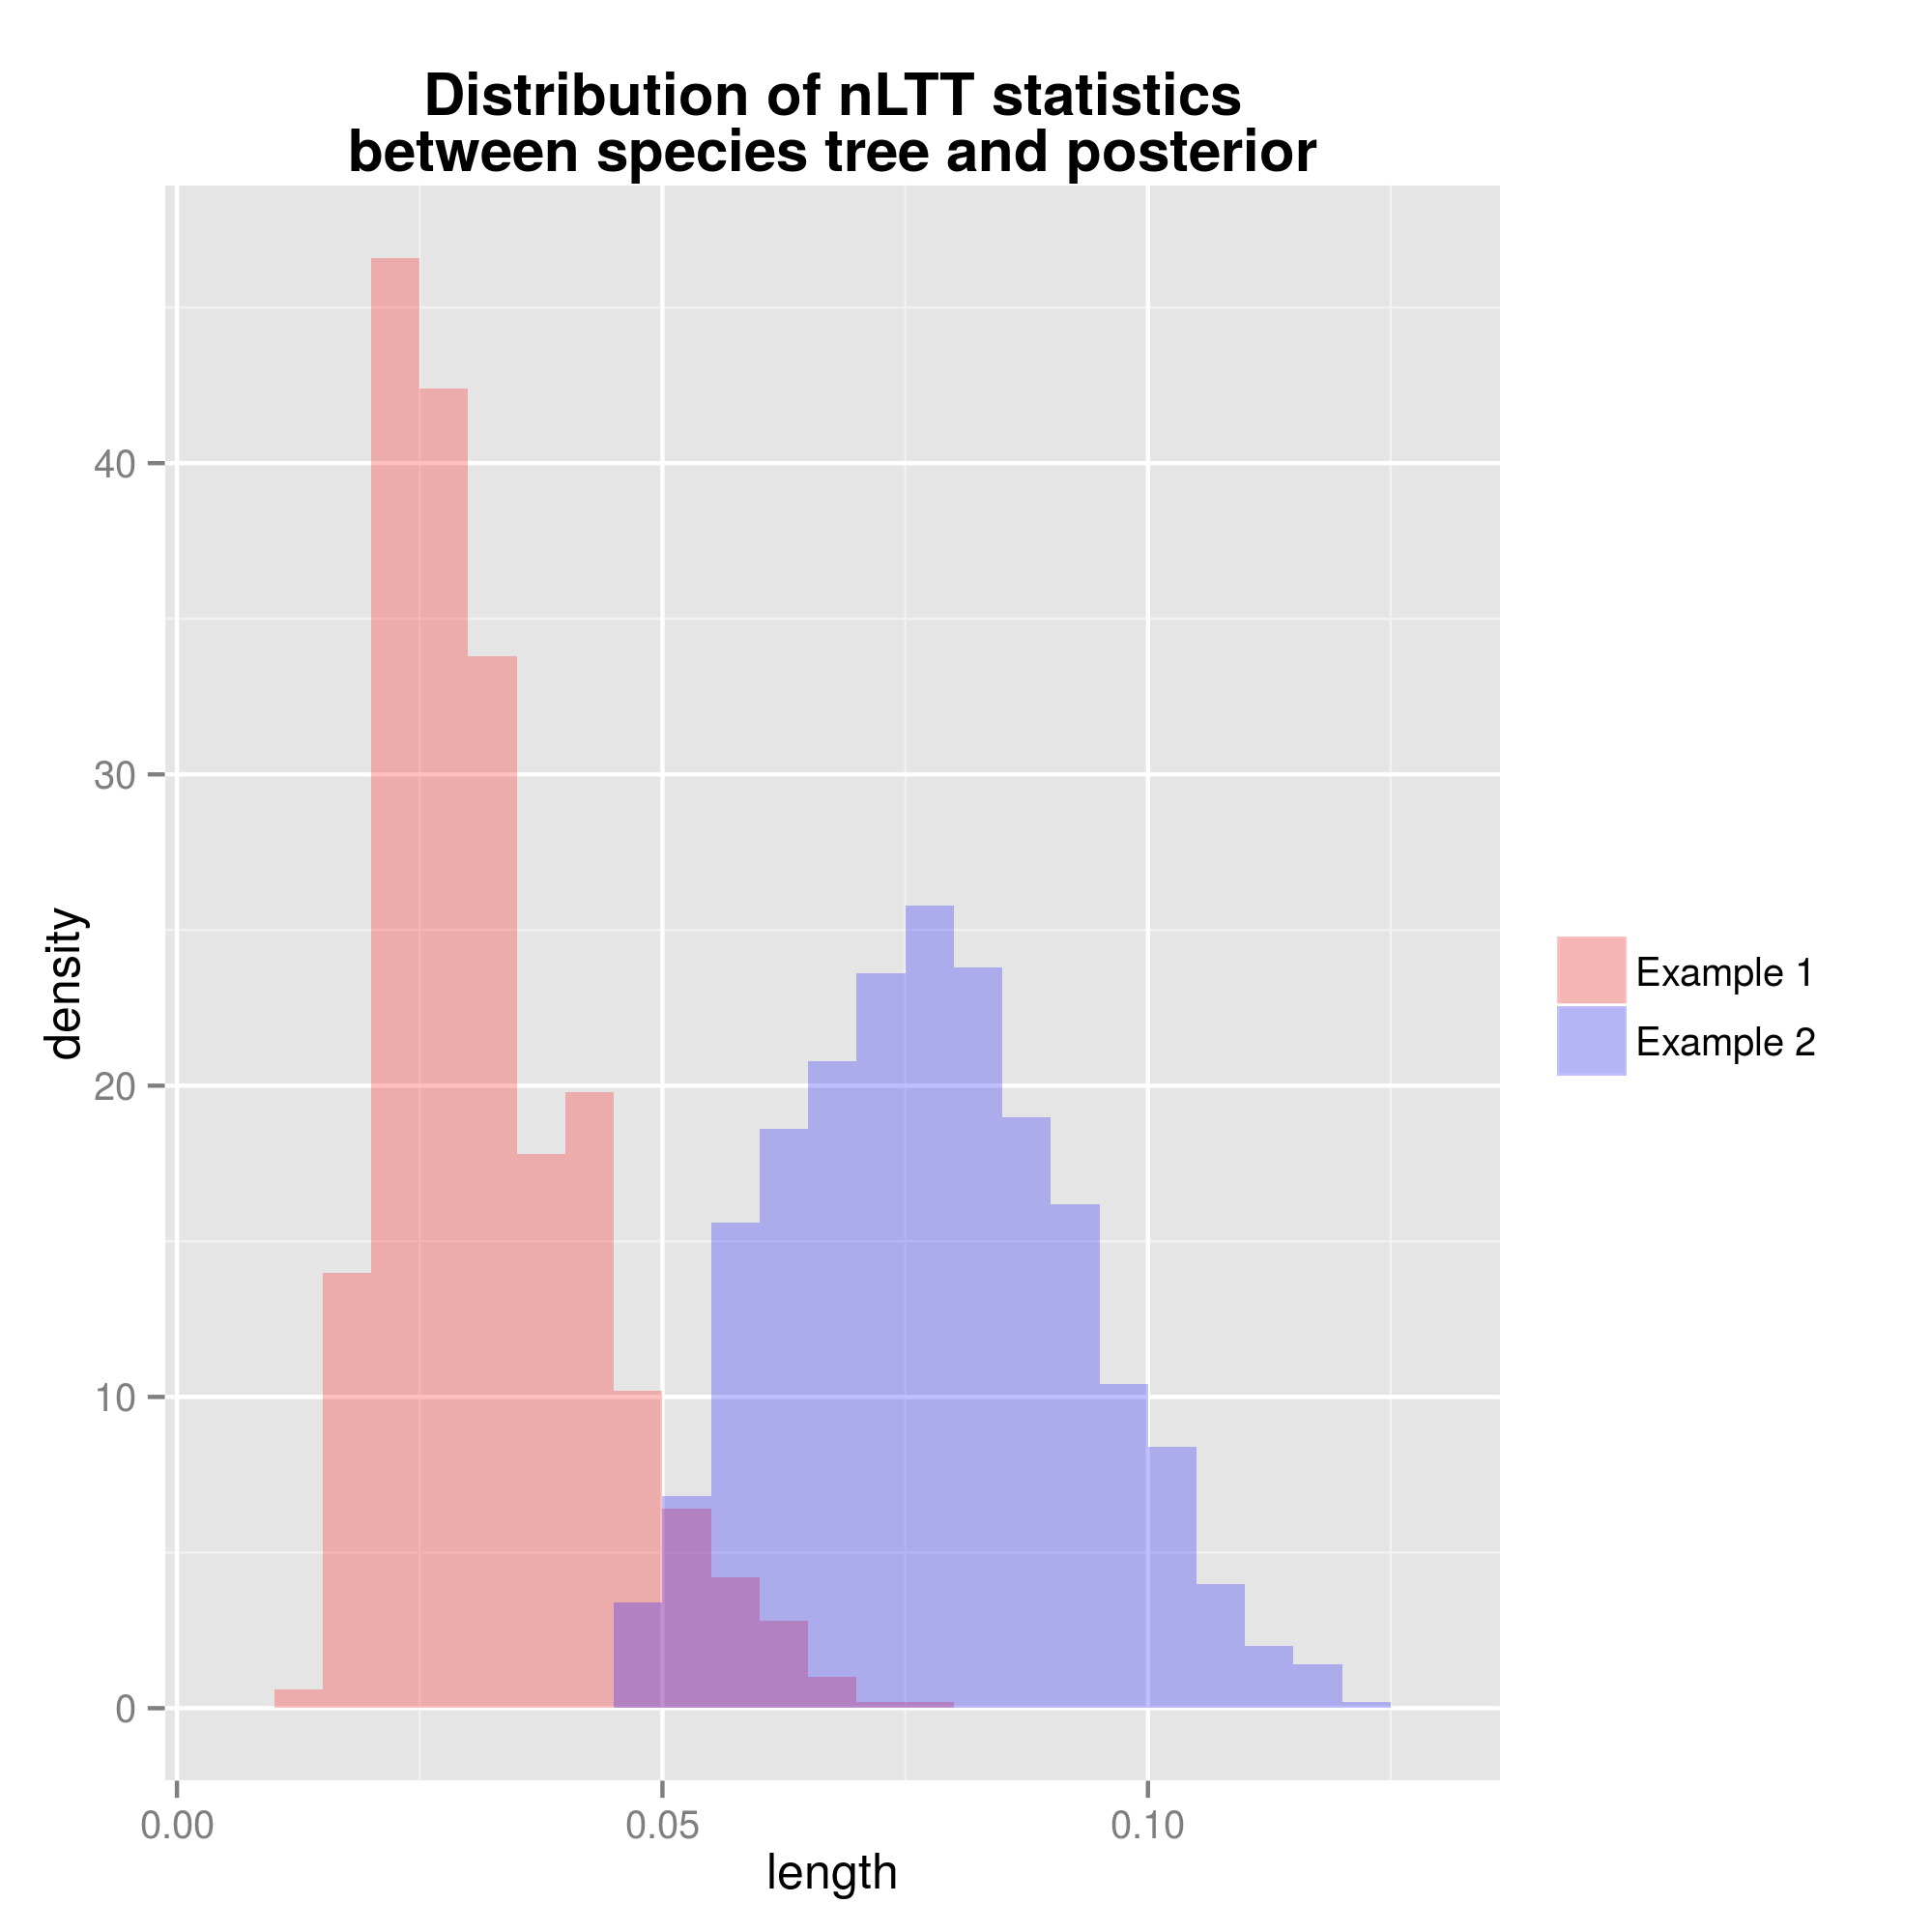 Distribution of nLTT statistics
between species tree and posterior
density
40
30
20
10
0
0.00
0.05
0.10
length
Example 1
Example 2